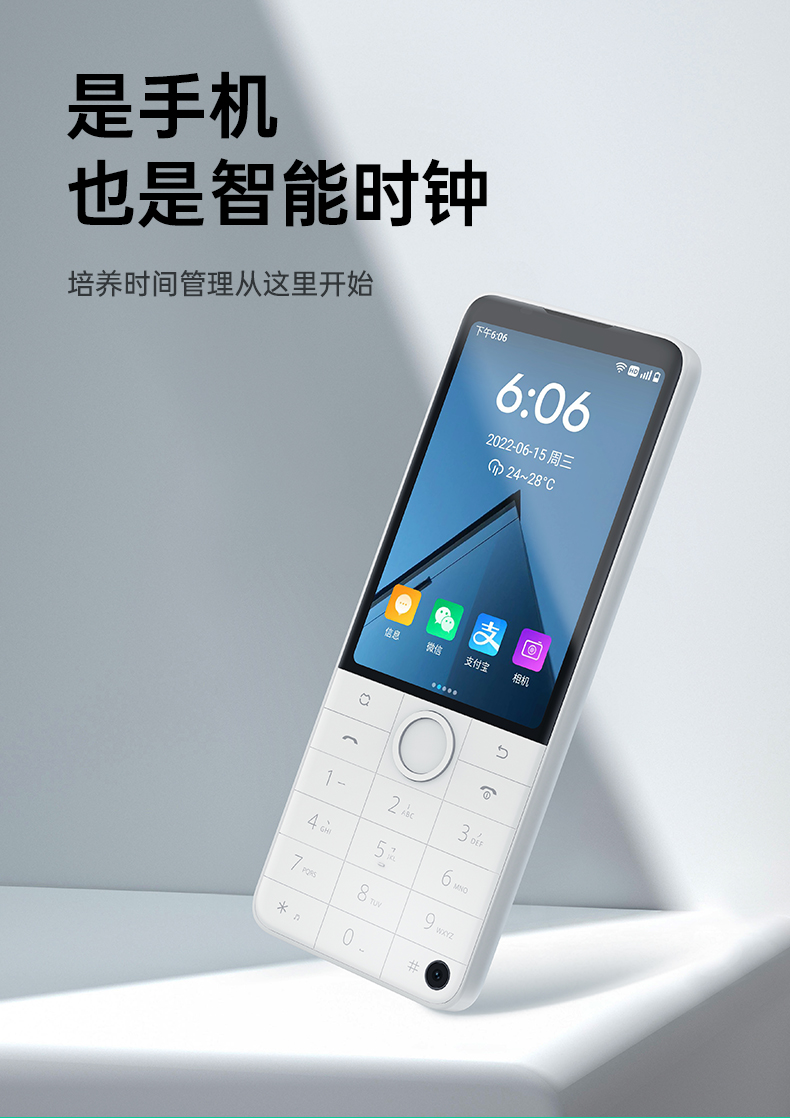 是手机
也是智能时钟
培养时间管理从这里开始
下午6:06
HD
6:06
2022-06-15 周三
24~28°C
信息
微信
支付宝
支
相机
1
2 ABC
3 DEF
4 GHI
5
6 MNO
7 PQRS
8 TUV
9 WXYZ
*
0
#